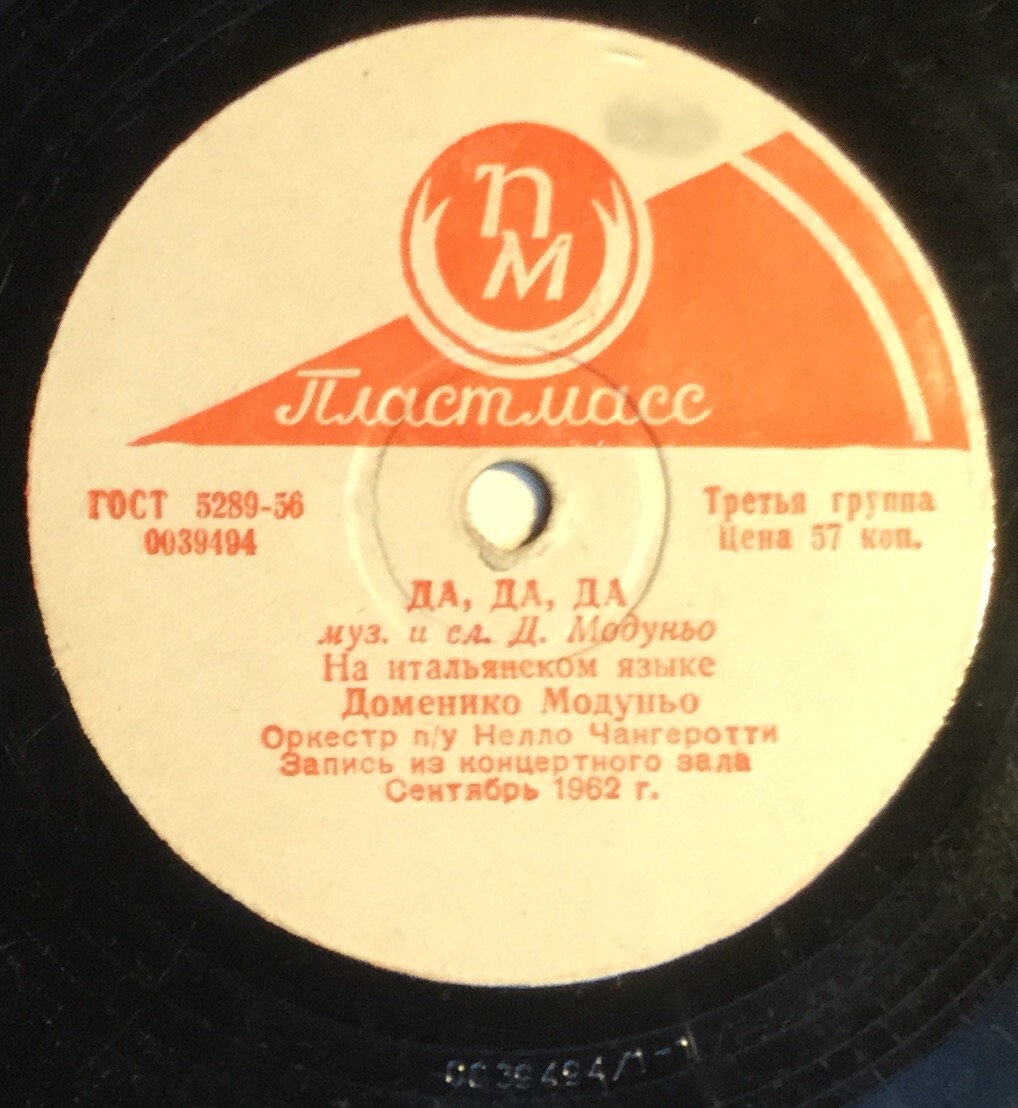 ПМ
Пластмасс
ГОСТ 5289-56
0039494
Третья группа
Цена 57 коп.
ДА, ДА, ДА
муз. и сл. Д. Модуньо
На итальянском языке
Доменико Модуньо
Оркестр п/у Нелло Чангеротти
Запись из концертного зала
Сентябрь 1962 г.
0039494/1-1